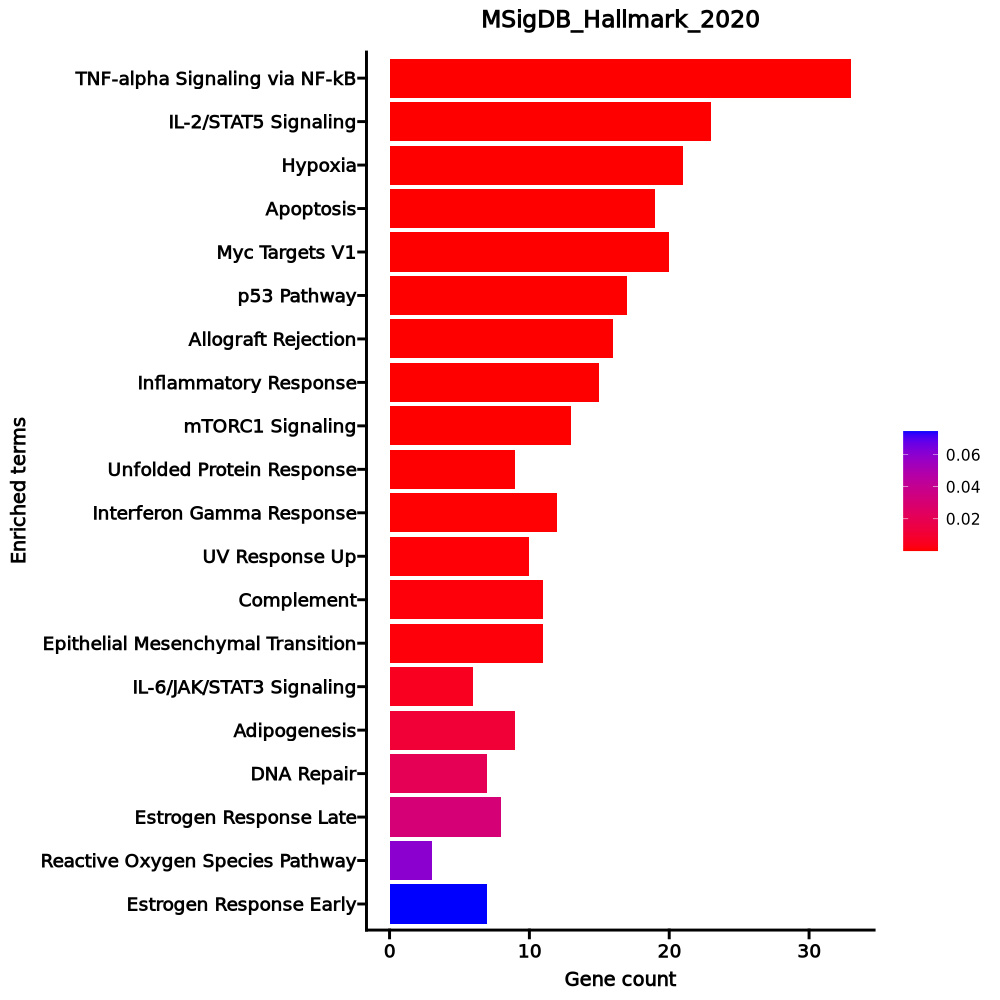 MSigDB_Hallmark_2020
Enriched terms
TNF-alpha Signaling via NF-kB
IL-2/STAT5 Signaling
Hypoxia
Apoptosis
Myc Targets V1
p53 Pathway
Allograft Rejection
Inflammatory Response
mTORC1 Signaling
Unfolded Protein Response
Interferon Gamma Response
UV Response Up
Complement
Epithelial Mesenchymal Transition
IL-6/JAK/STAT3 Signaling
Adipogenesis
DNA Repair
Estrogen Response Late
Reactive Oxygen Species Pathway
Estrogen Response Early
0 10 20 30
Gene count
0.06
0.04
0.02